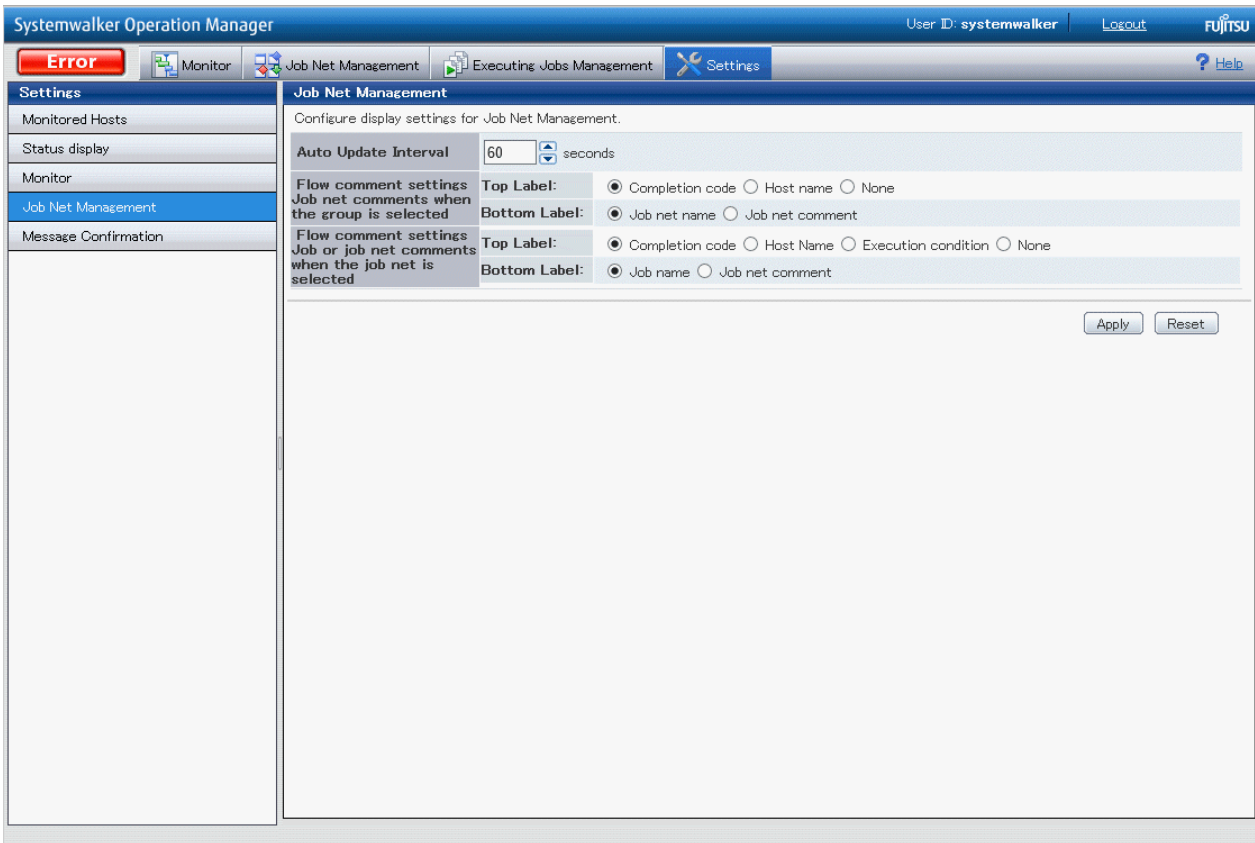 Systemwalker Operation Manager
User ID: systemwalker
Logout
FUJITSU
Error
Monitor
Job Net Management
Executing Jobs Management
Settings
? Help
Settings
Job Net Management
Monitored Hosts
Configure display settings for Job Net Management.
Status display
Auto Update Interval
60 seconds
Monitor
Job Net Management
Message Confirmation
Flow comment settings
Job net comments when
the group is selected
Top Label: Completion code Host name None
Bottom Label: Job net name Job net comment
Flow comment settings
Job or job net comments
when the job net is
selected
Top Label: Completion code Host Name Execution condition None
Bottom Label: Job name Job net comment
Apply Reset